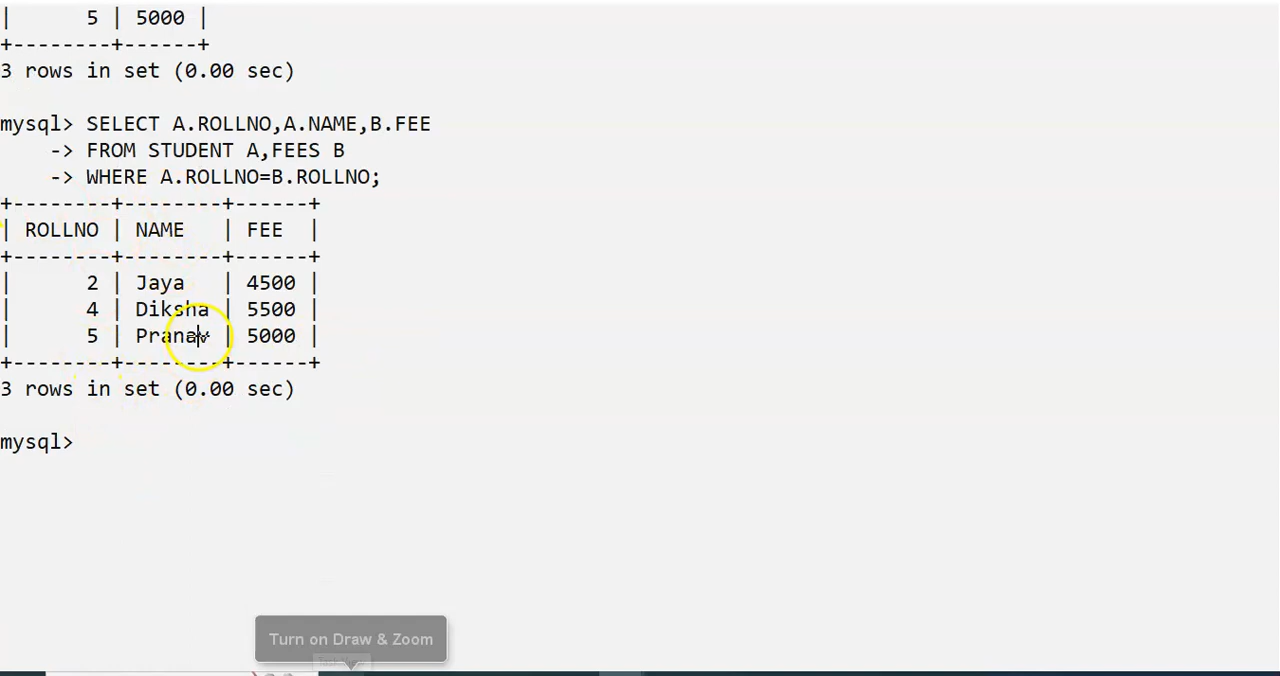 |      5 | 5000 |
+--------+------+
3 rows in set (0.00 sec)
mysql> SELECT A.ROLLNO,A.NAME,B.FEE
    -> FROM STUDENT A,FEES B
    -> WHERE A.ROLLNO=B.ROLLNO;
+--------+--------+------+
| ROLLNO | NAME   | FEE  |
+--------+--------+------+
|      2 | Jaya   | 4500 |
|      4 | Diksha | 5500 |
|      5 | Pranav | 5000 |
+--------+--------+------+
3 rows in set (0.00 sec)
mysql>
Turn on Draw & Zoom